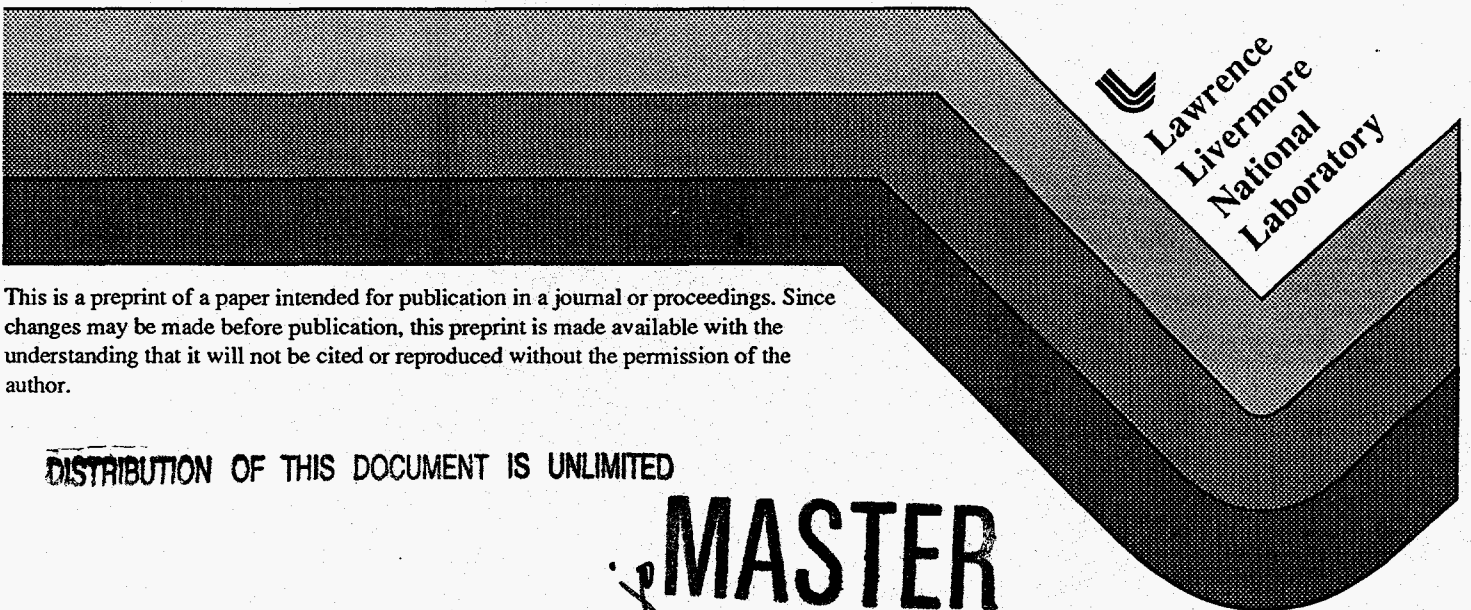 Lawrence
Livermore
National
Laboratory
This is a preprint of a paper intended for publication in a journal or proceedings. Since
changes may be made before publication, this preprint is made available with the
understanding that it will not be cited or reproduced without the permission of the
author.
DISTRIBUTION OF THIS DOCUMENT IS UNLIMITED
MASTER